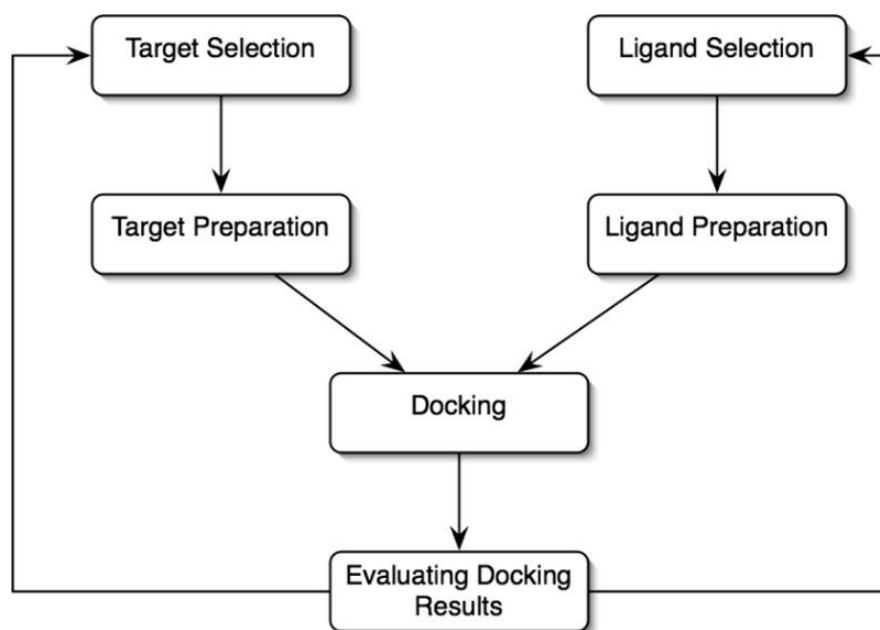 Target Selection
Ligand Selection
Target Preparation
Ligand Preparation
Docking
Evaluating Docking
Results